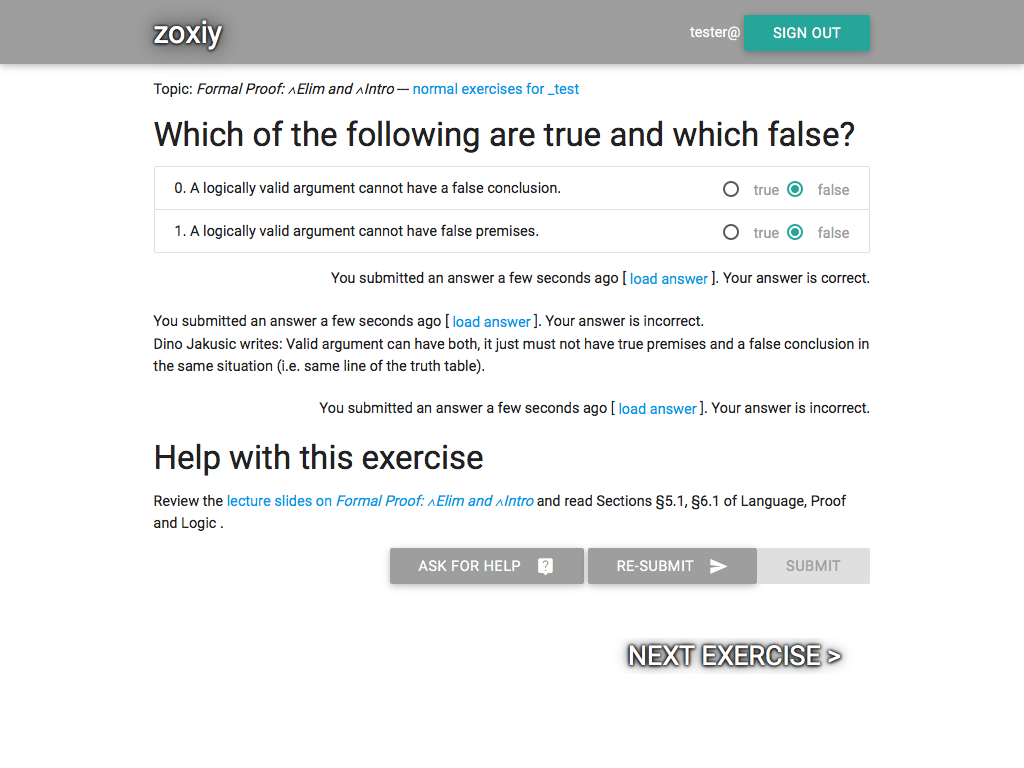 zoxiy
tester@
SIGN OUT
Topic: Formal Proof: ∧Elim and ∧Intro — normal exercises for _test
Which of the following are true and which false?
0. A logically valid argument cannot have a false conclusion.
true
false
1. A logically valid argument cannot have false premises.
true
false
You submitted an answer a few seconds ago [ load answer ]. Your answer is correct.
You submitted an answer a few seconds ago [ load answer ]. Your answer is incorrect.
Dino Jakusic writes: Valid argument can have both, it just must not have true premises and a false conclusion in
the same situation (i.e. same line of the truth table).
You submitted an answer a few seconds ago [ load answer ]. Your answer is incorrect.
Help with this exercise
Review the lecture slides on Formal Proof: ∧Elim and ∧Intro and read Sections §5.1, §6.1 of Language, Proof
and Logic .
ASK FOR HELP
RE-SUBMIT
SUBMIT
NEXT EXERCISE >